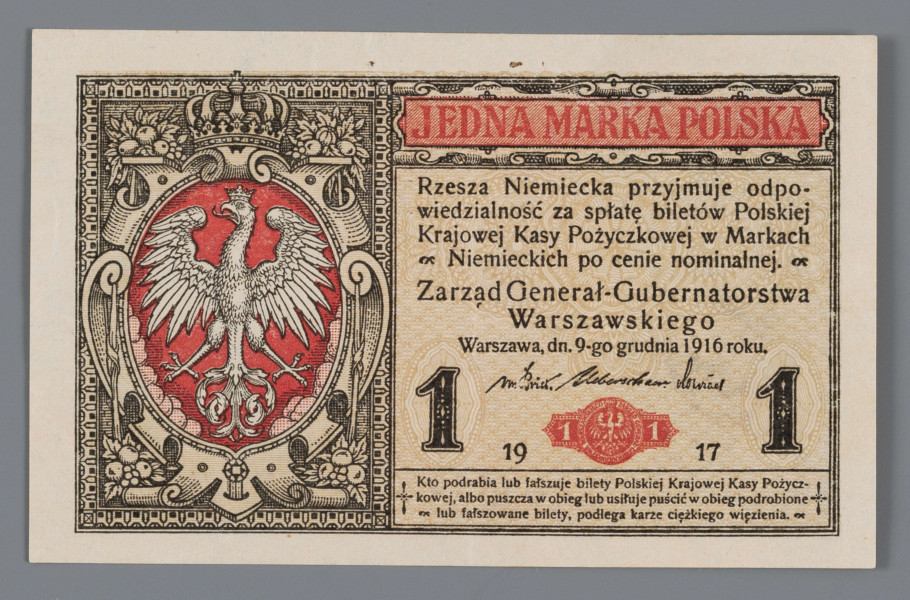 JEDNA MARKA POLSKA
Rzesza Niemiecka przyjmuje odpo-
wiedzialność za spłatę biletów Polskiej
Krajowej Kasy Pożyczkowej w Markach
Niemieckich po cenie nominalnej.
Zarząd Generał-Gubernatorstwa
Warszawskiego
Warszawa, dn. 9-go grudnia 1916 roku.
1 1
1 1
19 17
Kto podrabia lub fałszuje bilety Polskiej Krajowej Kasy Pożycz-
kowej, albo puszcza w obieg lub usiłuje puścić w obieg podrobione
lub fałszowane bilety, podlega karze ciężkiego więzienia.